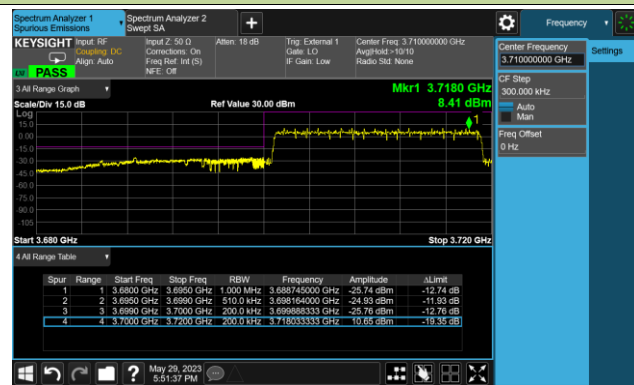 Spectrum Analyzer 1
Spurious Emissions
Spectrum Analyzer 2
Swept SA
+
Frequency
KEYSIGHT
Input: RF
Coupling: DC
Align: Auto
Input Z: 50 Ω
Corrections: On
Freq Ref: Int (S)
NFE: Off
Atten: 18 dB
Trig: External 1
Gate: LO
IF Gain: Low
Center Freq: 3.710000000 GHz
Avg|Hold:>10/10
Radio Std: None
PASS
Center Frequency
3.710000000 GHz
Settings
CF Step
300.000 kHz
Auto
Man
Freq Offset
0 Hz
3 All Range Graph
Mkr1 3.7180 GHz
Scale/Div 15.0 dB
Ref Value 30.00 dBm
8.41 dBm
Log
15.0
0.00
-15.0
-30.0
-45.0
-60.0
-75.0
-90.0
-105
1
Start 3.680 GHz
Stop 3.720 GHz
4 All Range Table
Spur Range Start Freq Stop Freq RBW Frequency Amplitude ΔLimit
1 1 3.6800 GHz 3.6950 GHz 1.000 MHz 3.688745000 GHz -25.74 dBm -12.74 dB
2 2 3.6950 GHz 3.6990 GHz 510.0 kHz 3.698164000 GHz -24.93 dBm -11.93 dB
3 3 3.6990 GHz 3.7000 GHz 200.0 kHz 3.699888333 GHz -25.76 dBm -12.76 dB
4 4 3.7000 GHz 3.7200 GHz 200.0 kHz 3.718033333 GHz 10.65 dBm -19.35 dB
?
May 29, 2023
5:51:37 PM